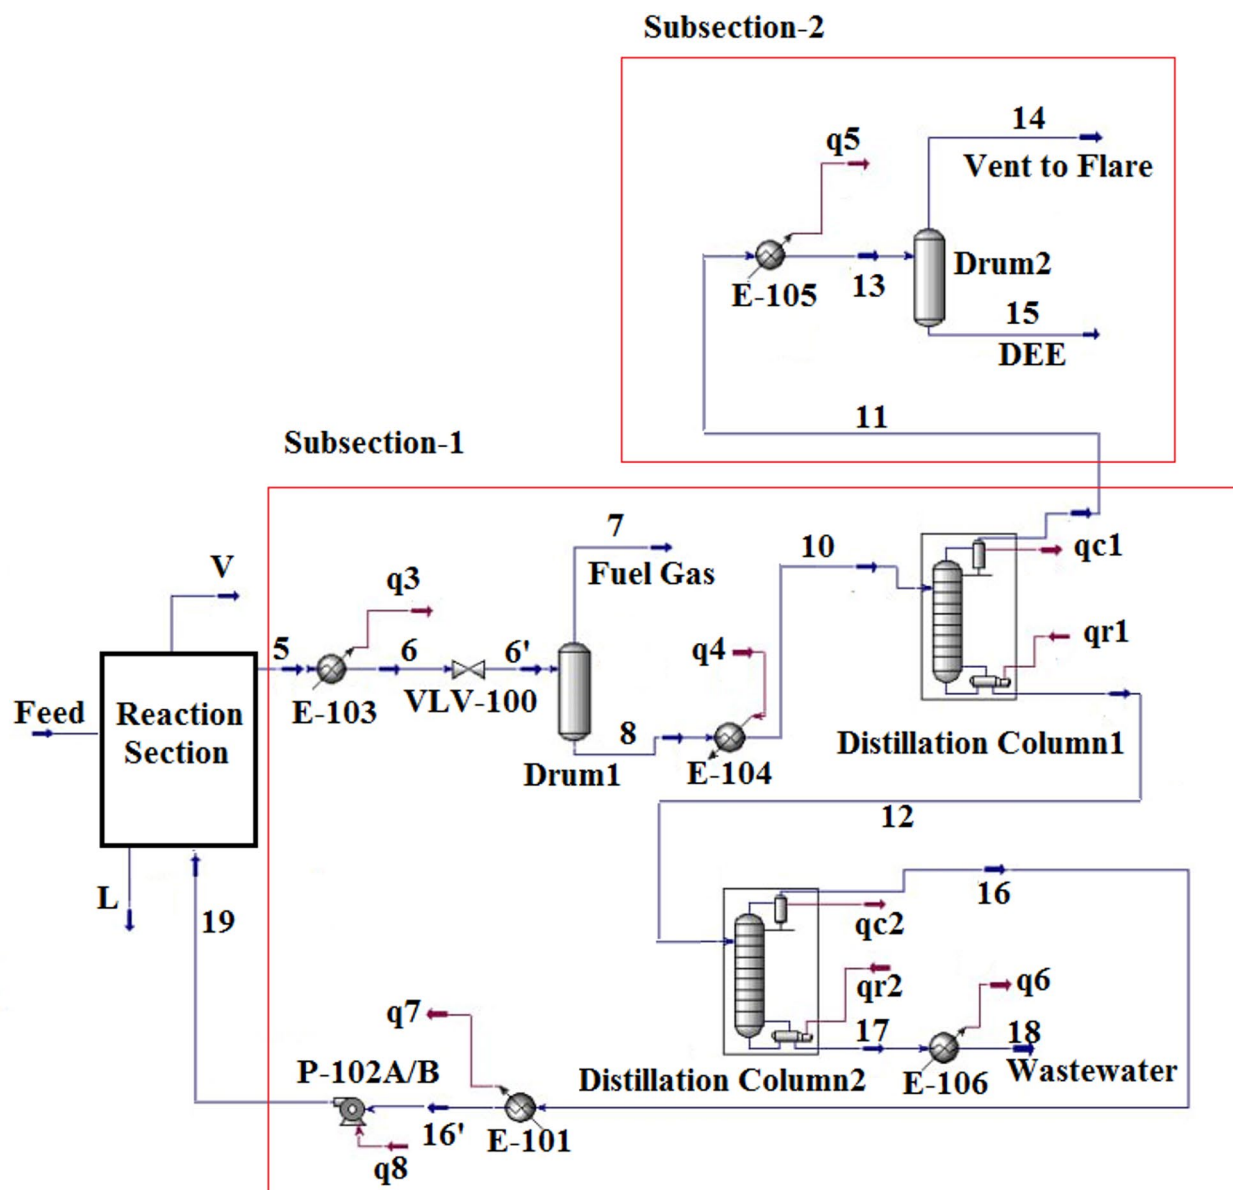 Subsection-2
14
Vent to Flare
q5
Drum2
E-105
13
15
DEE
11
Subsection-1
7
Fuel Gas
10
qc1
V
q3
q4
qr1
5
6
6'
E-103
VLV-100
Feed
Reaction
Section
8
Drum1
E-104
Distillation Column1
12
L
19
16
qc2
qr2
q6
q7
17
18
Wastewater
P-102A/B
Distillation Column2
E-106
16'
E-101
q8